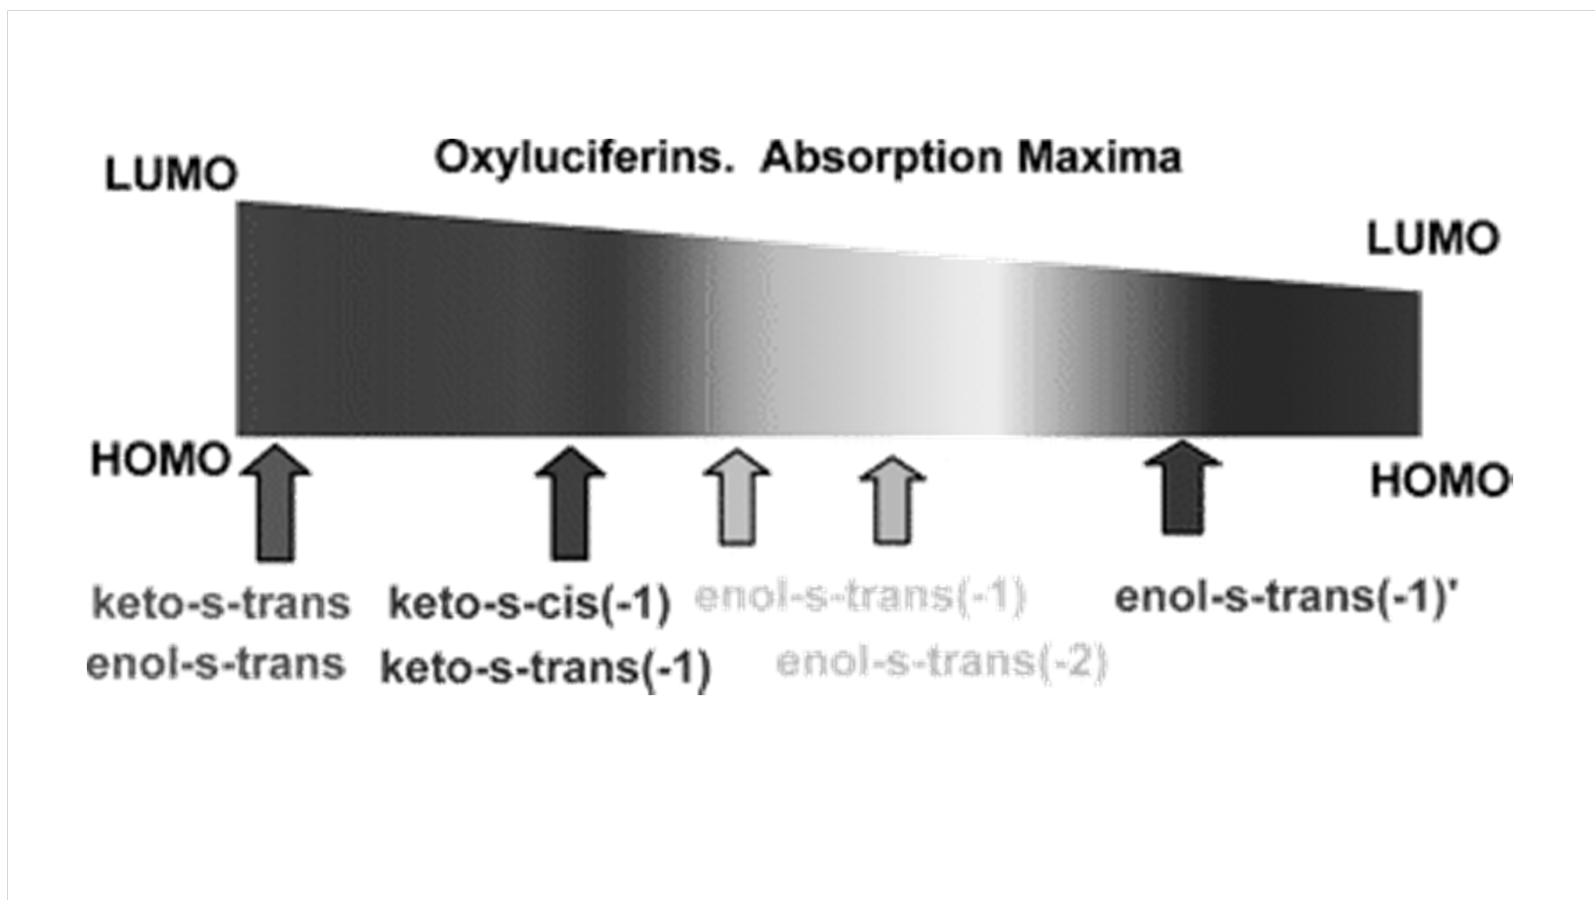 Oxyluciferins. Absorption Maxima
LUMO
LUMO
HOMO
HOMO
keto-s-trans
enol-s-trans
keto-s-cis(-1)
keto-s-trans(-1)
enol-s-trans(-1)
enol-s-trans(-2)
enol-s-trans(-1)'